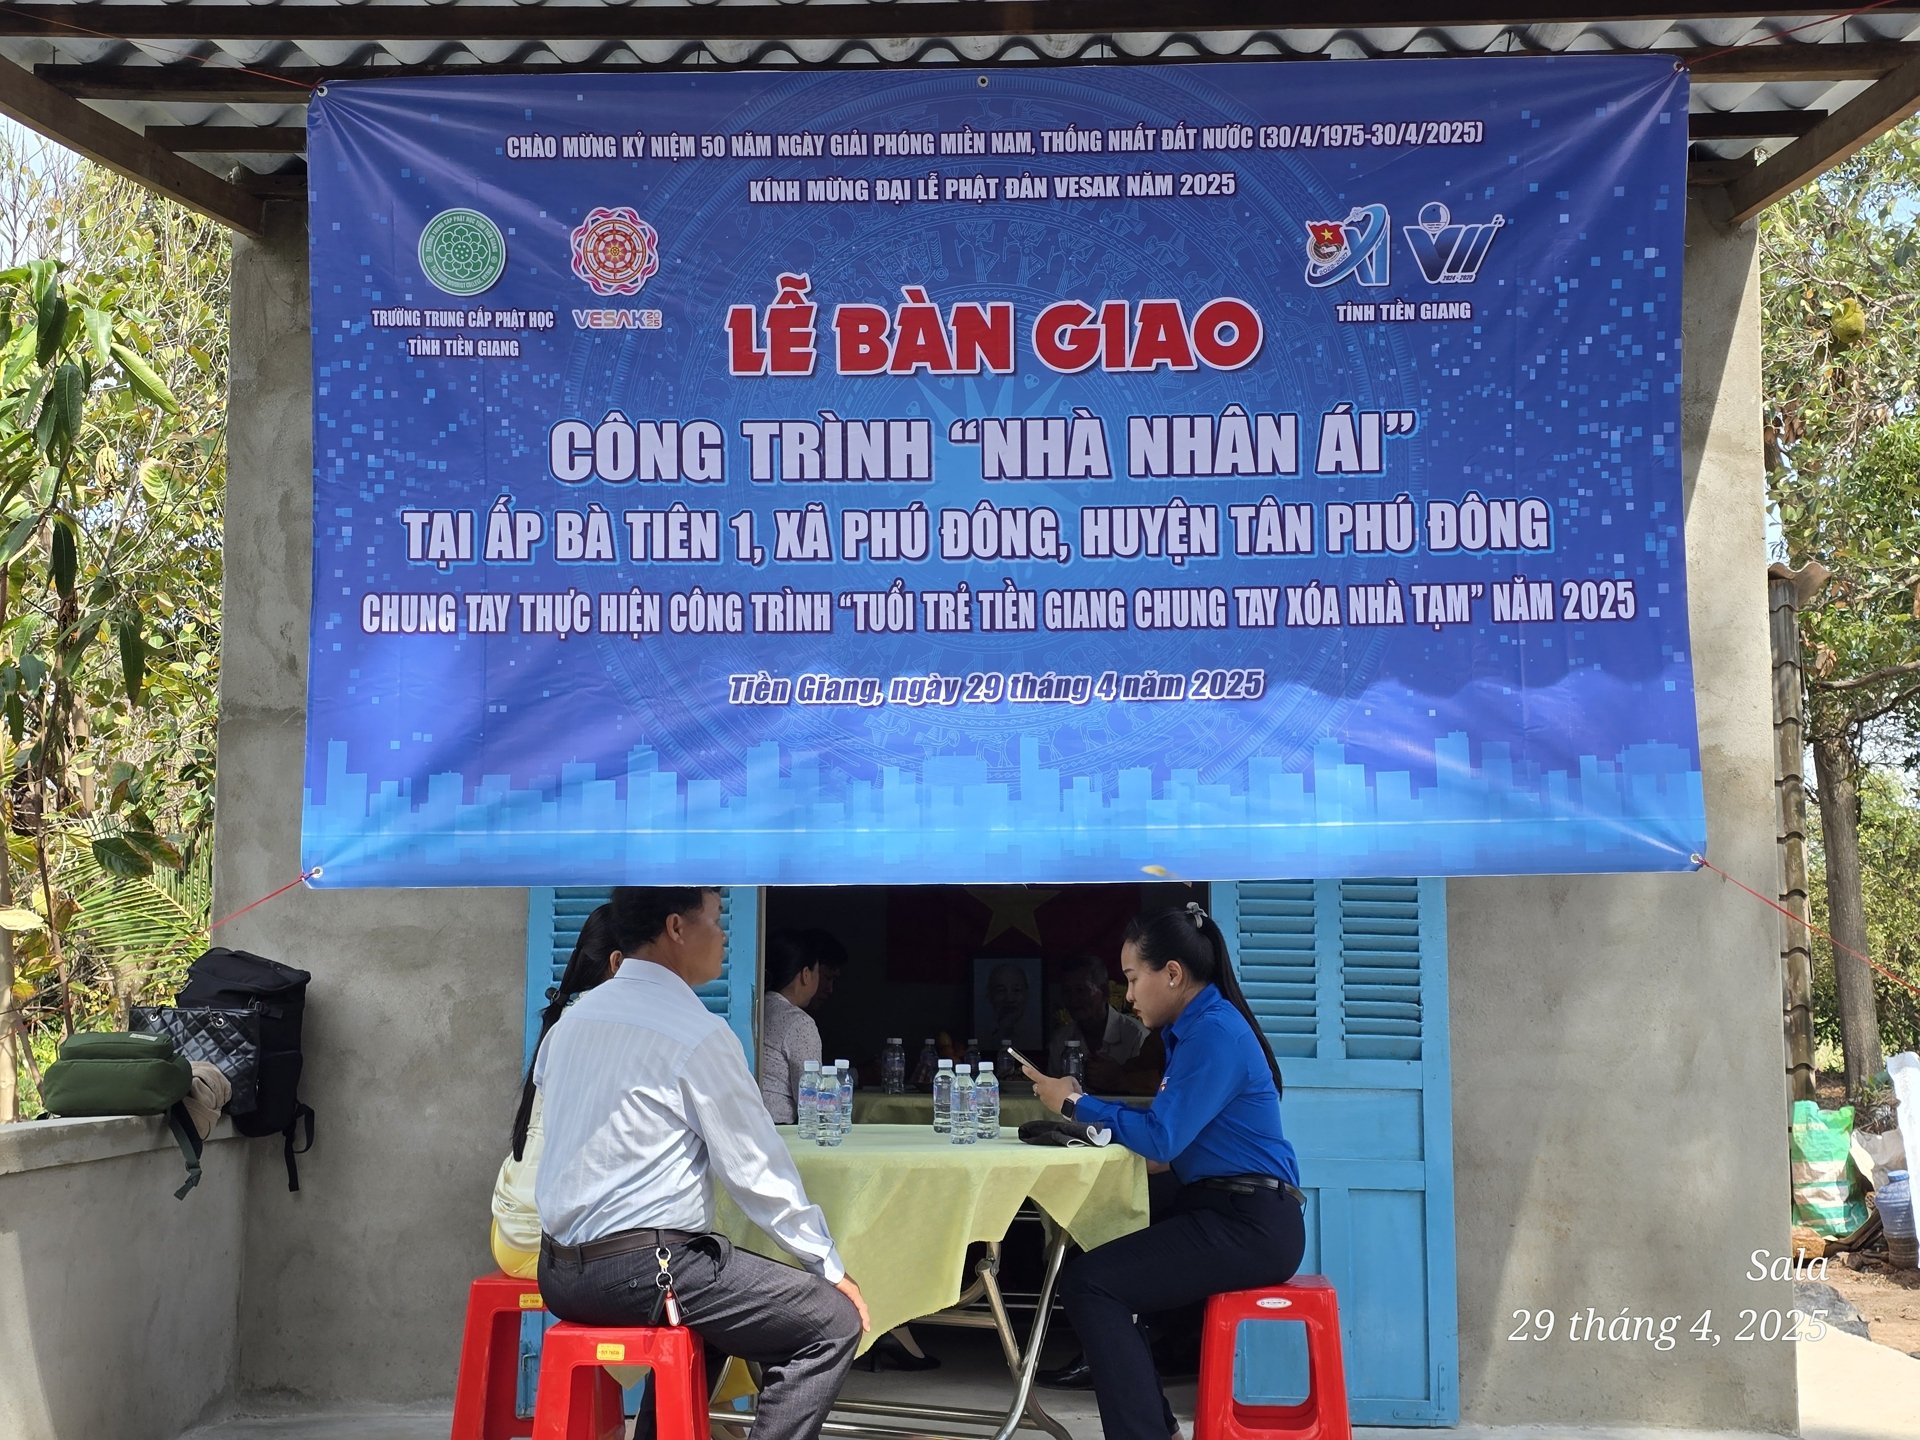 CHÀO MỪNG KỶ NIỆM 50 NĂM NGÀY GIẢI PHÓNG MIỀN NAM, THỐNG NHẤT ĐẤT NƯỚC (30/4/1975-30/4/2025)
KÍNH MỪNG ĐẠI LỄ PHẬT ĐẢN VESAK NĂM 2025
TRƯỜNG TRUNG CẤP PHẬT HỌC
TỈNH TIỀN GIANG
VESAK 2025
VII
2024 - 2029
TỈNH TIỀN GIANG
LỄ BÀN GIAO
CÔNG TRÌNH “NHÀ NHÂN ÁI”
TẠI ẤP BÀ TIÊN 1, XÃ PHÚ ĐÔNG, HUYỆN TÂN PHÚ ĐÔNG
CHUNG TAY THỰC HIỆN CÔNG TRÌNH “TUỔI TRẺ TIỀN GIANG CHUNG TAY XÓA NHÀ TẠM” NĂM 2025
Tiền Giang, ngày 29 tháng 4 năm 2025
Sala
29 tháng 4, 2025